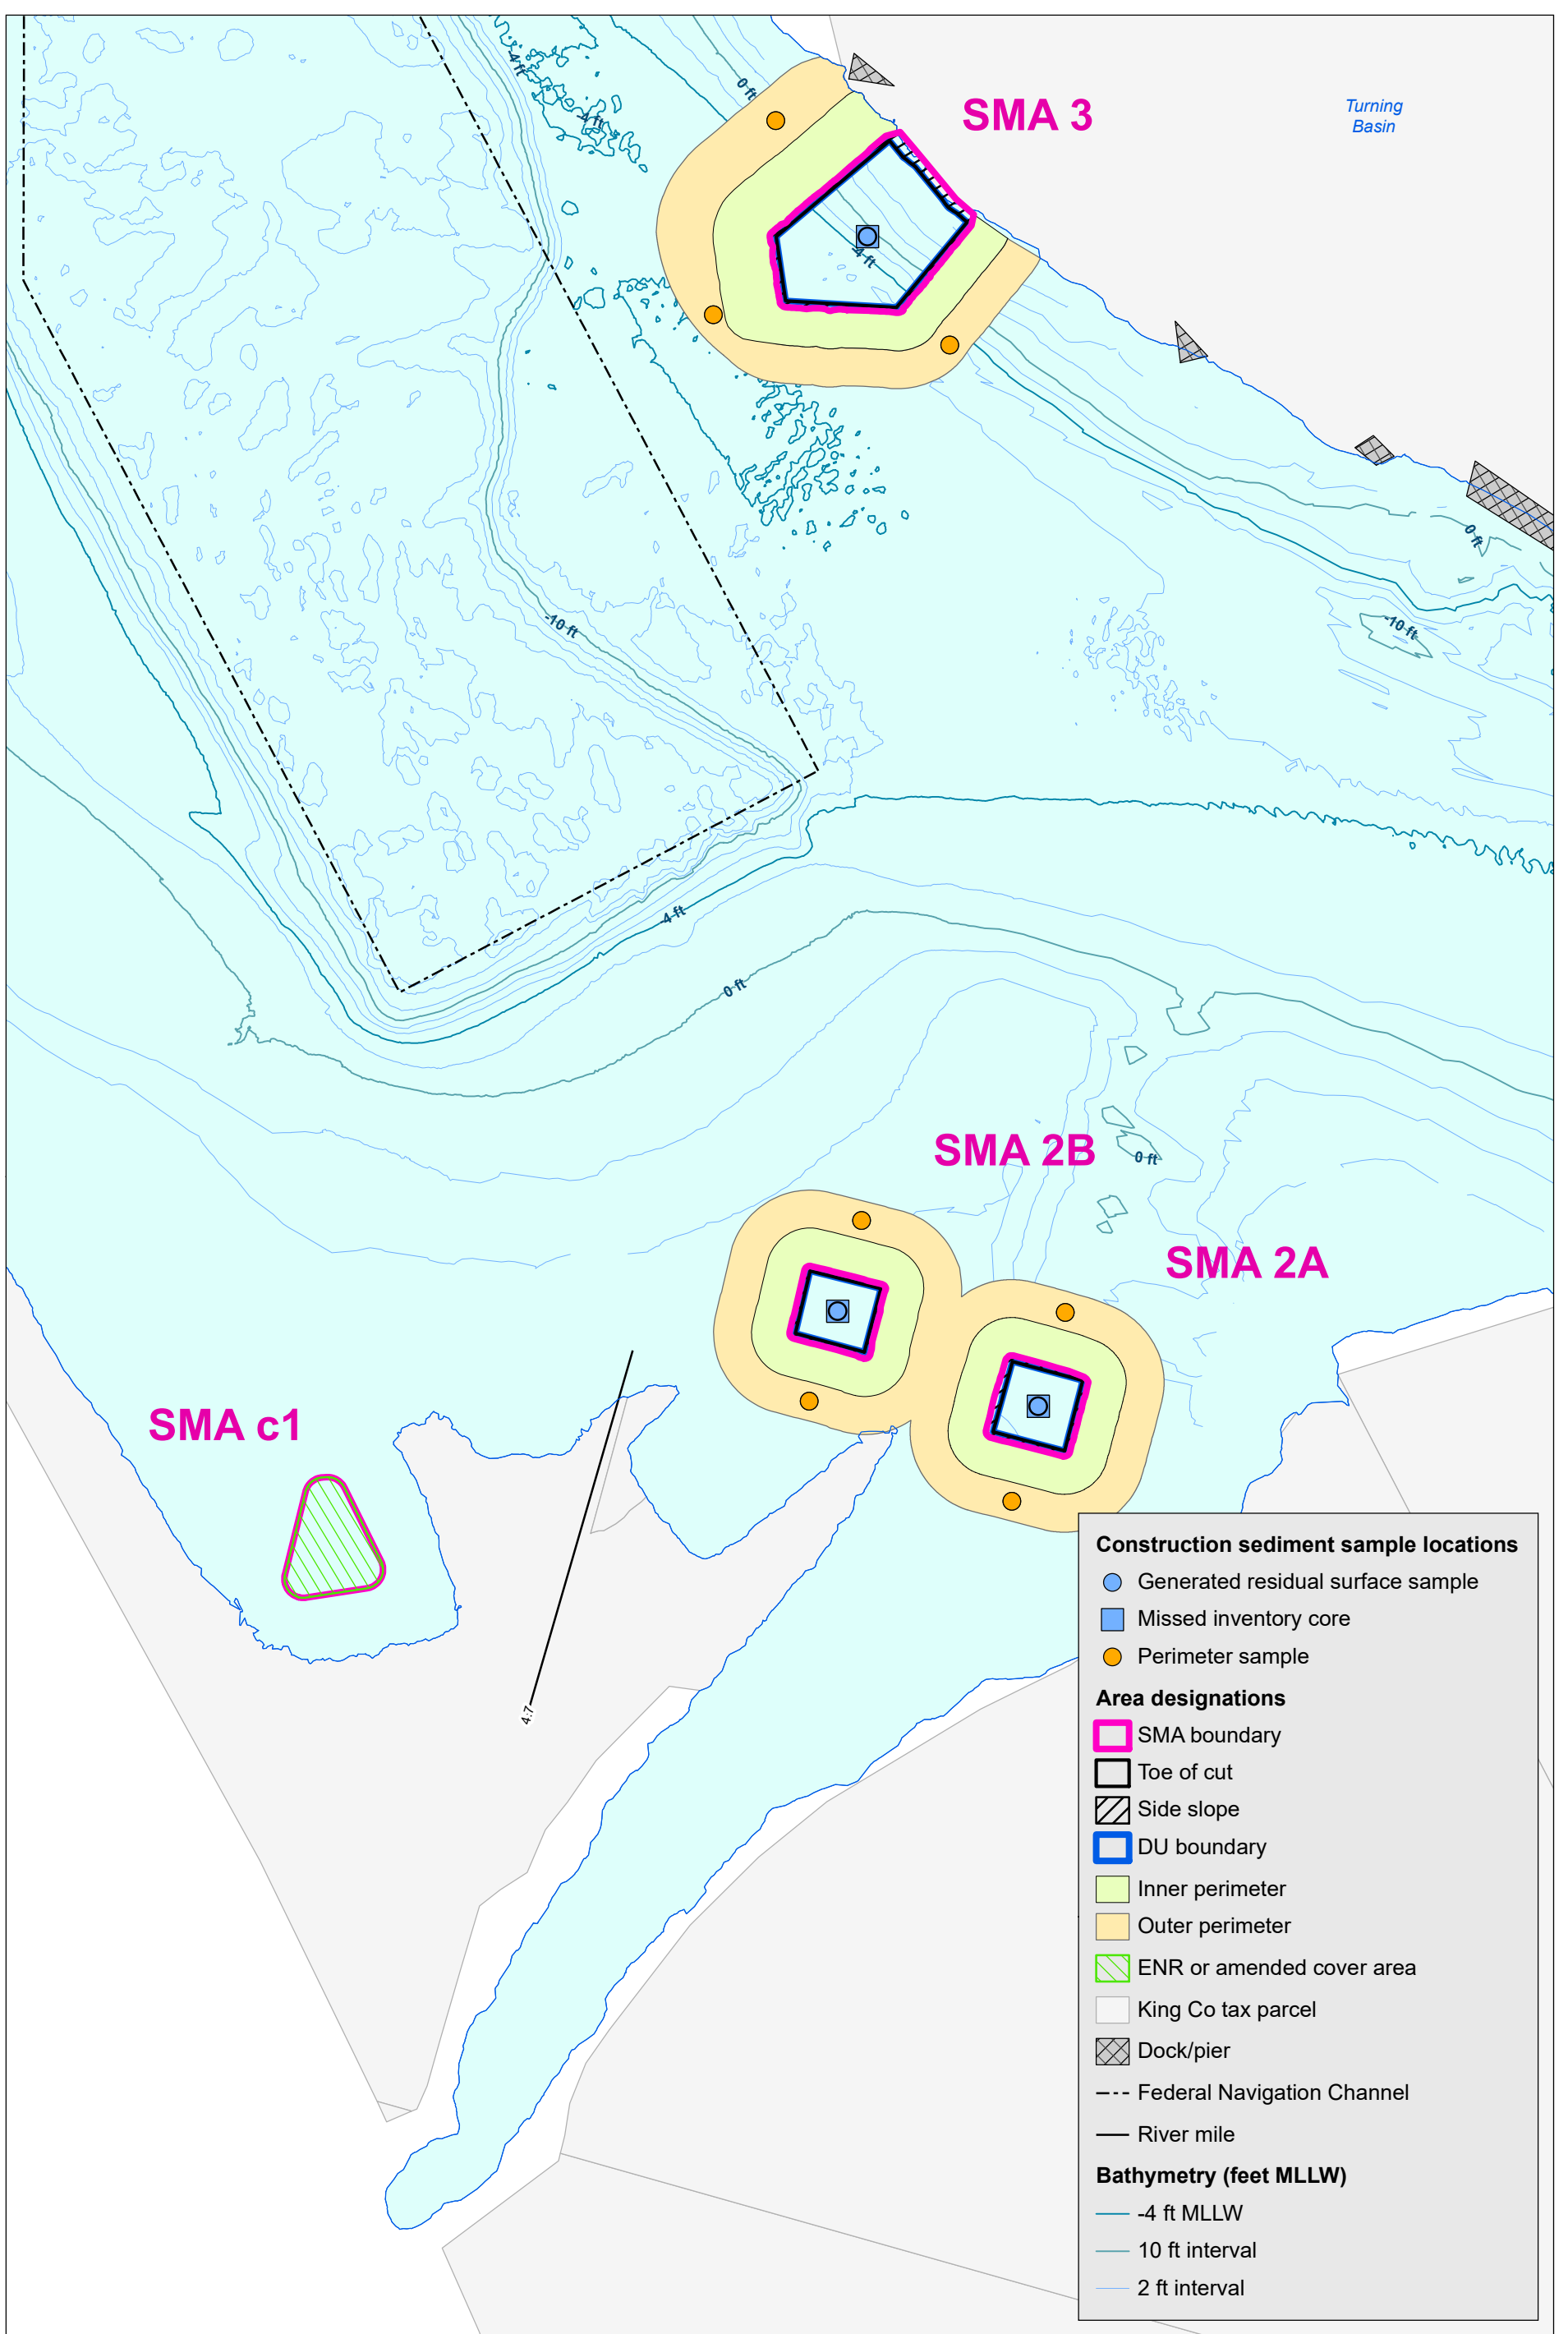 SMA 3
Turning
Basin
-4 ft
0 ft
-4 ft
-4 ft
0 ft
-10 ft
-10 ft
-4 ft
0 ft
SMA 2B
0 ft
SMA 2A
SMA c1
4.7
Construction sediment sample locations
Generated residual surface sample
Missed inventory core
Perimeter sample
Area designations
SMA boundary
Toe of cut
Side slope
DU boundary
Inner perimeter
Outer perimeter
ENR or amended cover area
King Co tax parcel
Dock/pier
Federal Navigation Channel
River mile
Bathymetry (feet MLLW)
-4 ft MLLW
10 ft interval
2 ft interval